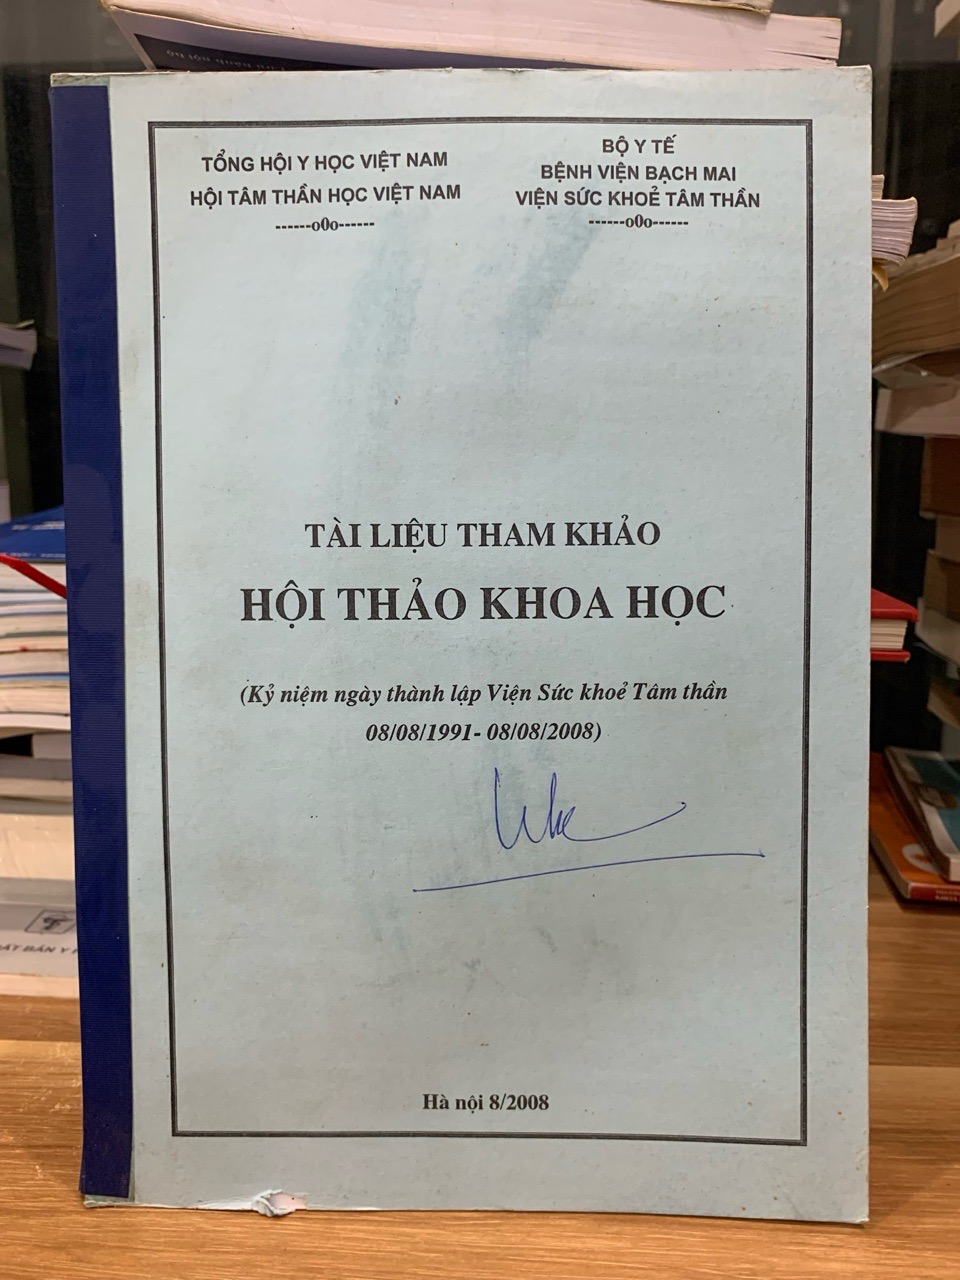 TỔNG HỘI Y HỌC VIỆT NAM
HỘI TÂM THẦN HỌC VIỆT NAM
------o0o------
BỘ Y TẾ
BỆNH VIỆN BẠCH MAI
VIỆN SỨC KHOẺ TÂM THẦN
------o0o------
TÀI LIỆU THAM KHẢO
HỘI THẢO KHOA HỌC
(Kỷ niệm ngày thành lập Viện Sức khoẻ Tâm thần
08/08/1991- 08/08/2008)
Hà nội 8/2008